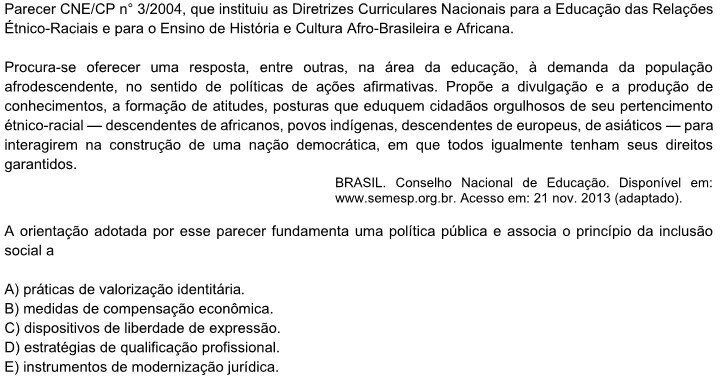 Parecer CNE/CP n° 3/2004, que instituiu as Diretrizes Curriculares Nacionais para a Educação das Relações
Étnico-Raciais e para o Ensino de História e Cultura Afro-Brasileira e Africana.
Procura-se oferecer uma resposta, entre outras, na área da educação, à demanda da população
afrodescendente, no sentido de políticas de ações afirmativas. Propõe a divulgação e a produção de
conhecimentos, a formação de atitudes, posturas que eduquem cidadãos orgulhosos de seu pertencimento
étnico-racial — descendentes de africanos, povos indígenas, descendentes de europeus, de asiáticos — para
interagirem na construção de uma nação democrática, em que todos igualmente tenham seus direitos
garantidos.
BRASIL. Conselho Nacional de Educação. Disponível em:
www.semesp.org.br. Acesso em: 21 nov. 2013 (adaptado).
A orientação adotada por esse parecer fundamenta uma política pública e associa o princípio da inclusão
social a
A) práticas de valorização identitária.
B) medidas de compensação econômica.
C) dispositivos de liberdade de expressão.
D) estratégias de qualificação profissional.
E) instrumentos de modernização jurídica.